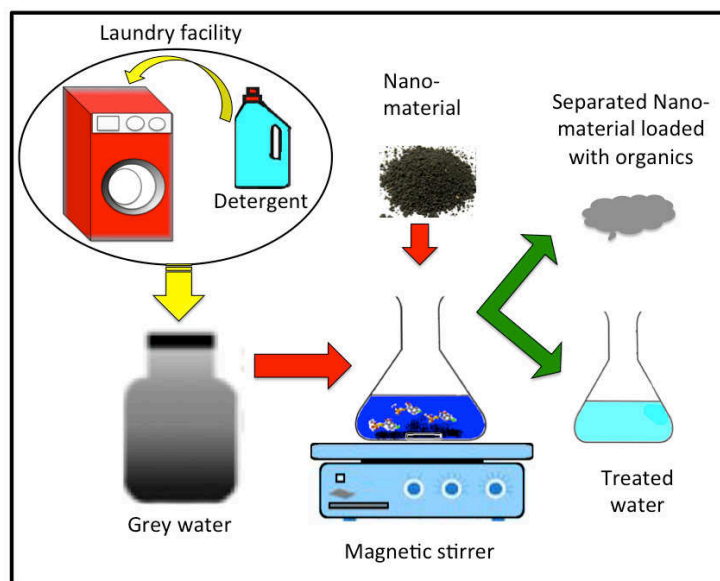 Laundry facility
Detergent
Nano-
material
Separated Nano-
material loaded
with organics
Grey water
Magnetic stirrer
Treated
water